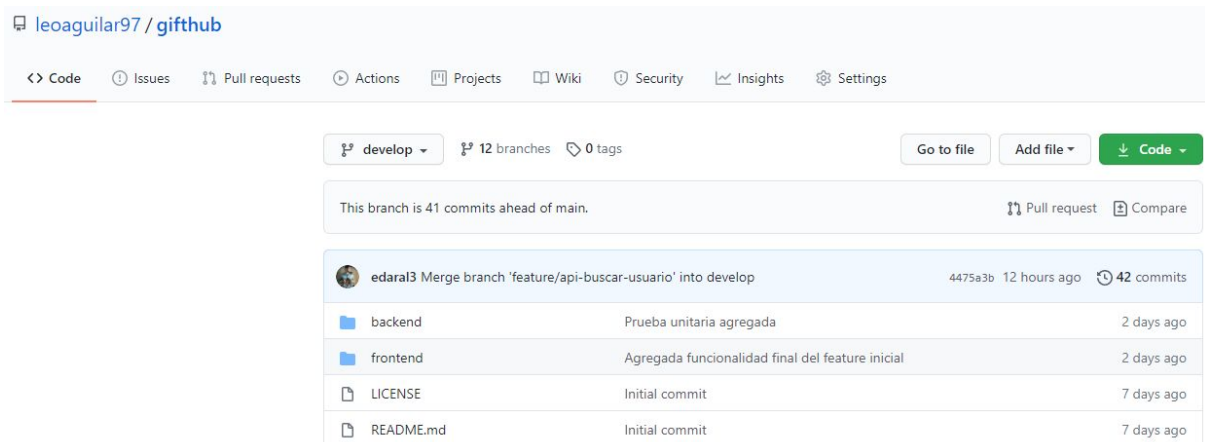 leoaguilar97 / gifthub
<> Code Issues Pull requests Actions Projects Wiki Security Insights Settings
develop 12 branches 0 tags Go to file Add file Code
This branch is 41 commits ahead of main. Pull request Compare
edaral3 Merge branch 'feature/api-buscar-usuario' into develop 4475a3b 12 hours ago 42 commits
backend Prueba unitaria agregada 2 days ago
frontend Agregada funcionalidad final del feature inicial 2 days ago
LICENSE Initial commit 7 days ago
README.md Initial commit 7 days ago